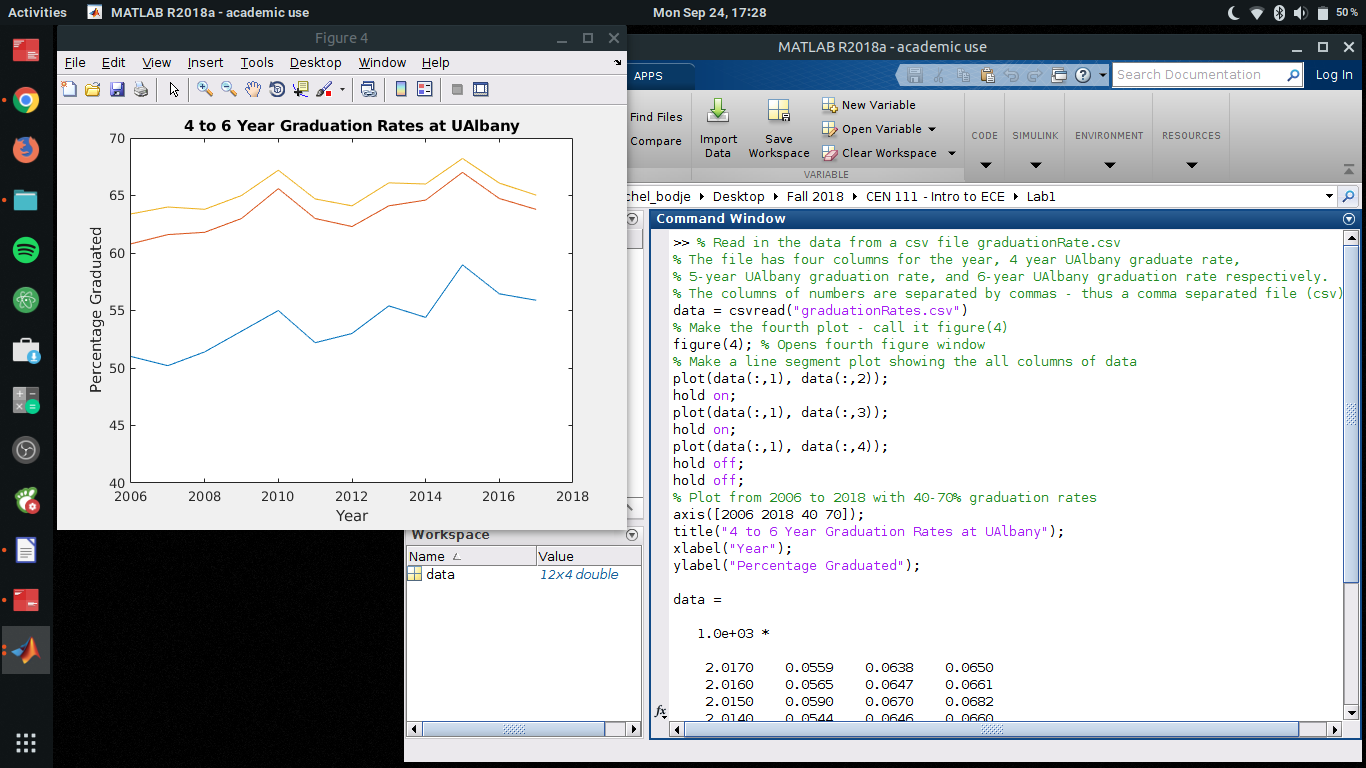 Activities
MATLAB R2018a - academic use
Mon Sep 24, 17:28
50 %
Figure 4
File Edit View Insert Tools Desktop Window Help
4 to 6 Year Graduation Rates at UAlbany
70
65
60
55
50
45
40
Percentage Graduated
2006 2008 2010 2012 2014 2016 2018
Year
MATLAB R2018a - academic use
APPS
Search Documentation
Log In
Find Files
Compare
Import Data
Save Workspace
New Variable
Open Variable
Clear Workspace
VARIABLE
CODE
SIMULINK
ENVIRONMENT
RESOURCES
chel_bodje Desktop Fall 2018 CEN 111 - Intro to ECE Lab1
Command Window
>> % Read in the data from a csv file graduationRate.csv
% The file has four columns for the year, 4 year UAlbany graduate rate,
% 5-year UAlbany graduation rate, and 6-year UAlbany graduation rate respectively.
% The columns of numbers are separated by commas - thus a comma separated file (csv)
data = csvread("graduationRates.csv")
% Make the fourth plot - call it figure(4)
figure(4); % Opens fourth figure window
% Make a line segment plot showing the all columns of data
plot(data(:,1), data(:,2));
hold on;
plot(data(:,1), data(:,3));
hold on;
plot(data(:,1), data(:,4));
hold off;
hold off;
% Plot from 2006 to 2018 with 40-70% graduation rates
axis([2006 2018 40 70]);
title("4 to 6 Year Graduation Rates at UAlbany");
xlabel("Year");
ylabel("Percentage Graduated");
data =
1.0e+03 *
2.0170 0.0559 0.0638 0.0650
2.0160 0.0565 0.0647 0.0661
2.0150 0.0590 0.0670 0.0682
2.0140 0.0544 0.0646 0.0660
fx
Workspace
Name Value
data 12x4 double